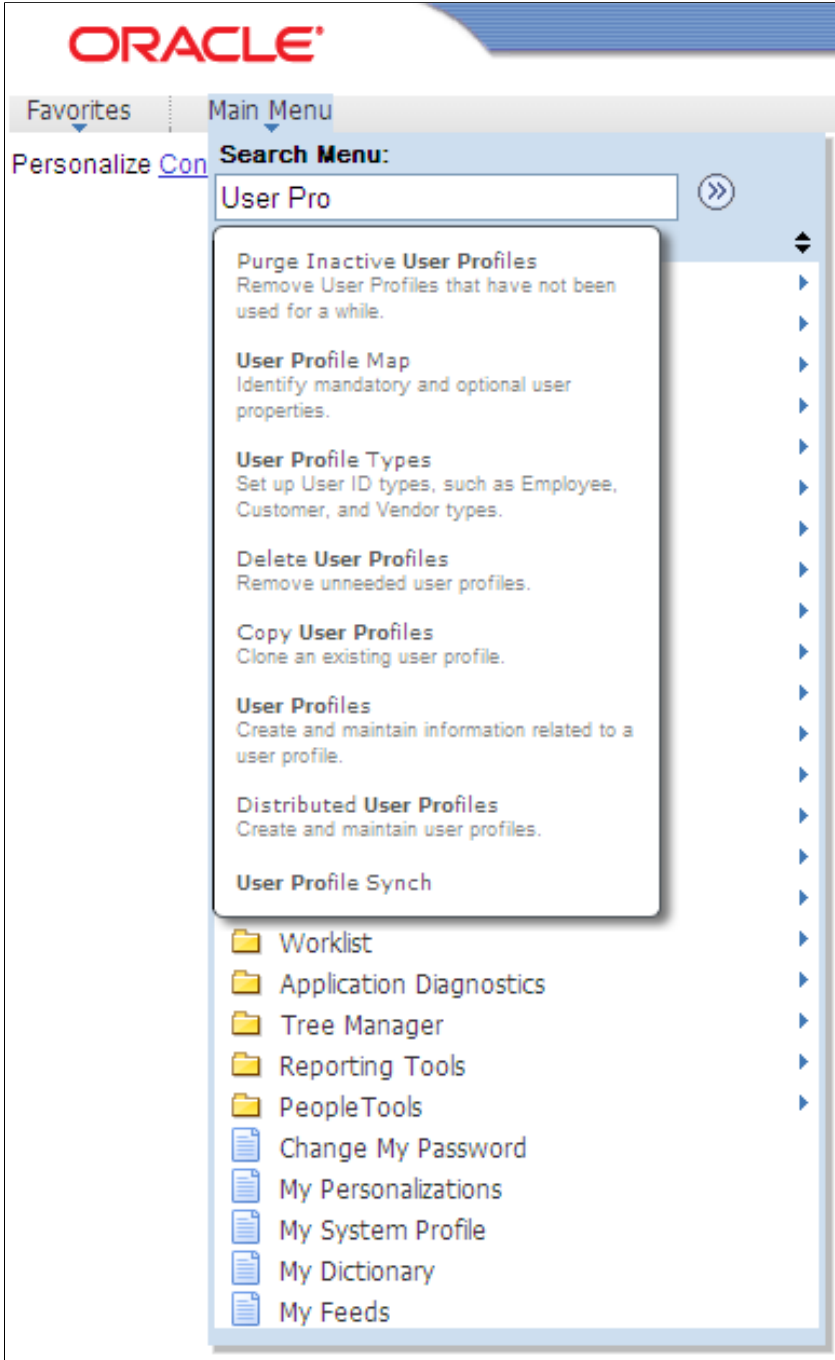 ORACLE
Favorites
Main Menu
Personalize Con
Search Menu:
User Pro
Purge Inactive User Profiles
Remove User Profiles that have not been
used for a while.
User Profile Map
Identify mandatory and optional user
properties.
User Profile Types
Set up User ID types, such as Employee,
Customer, and Vendor types.
Delete User Profiles
Remove unneeded user profiles.
Copy User Profiles
Clone an existing user profile.
User Profiles
Create and maintain information related to a
user profile.
Distributed User Profiles
Create and maintain user profiles.
User Profile Synch
Worklist
Application Diagnostics
Tree Manager
Reporting Tools
PeopleTools
Change My Password
My Personalizations
My System Profile
My Dictionary
My Feeds